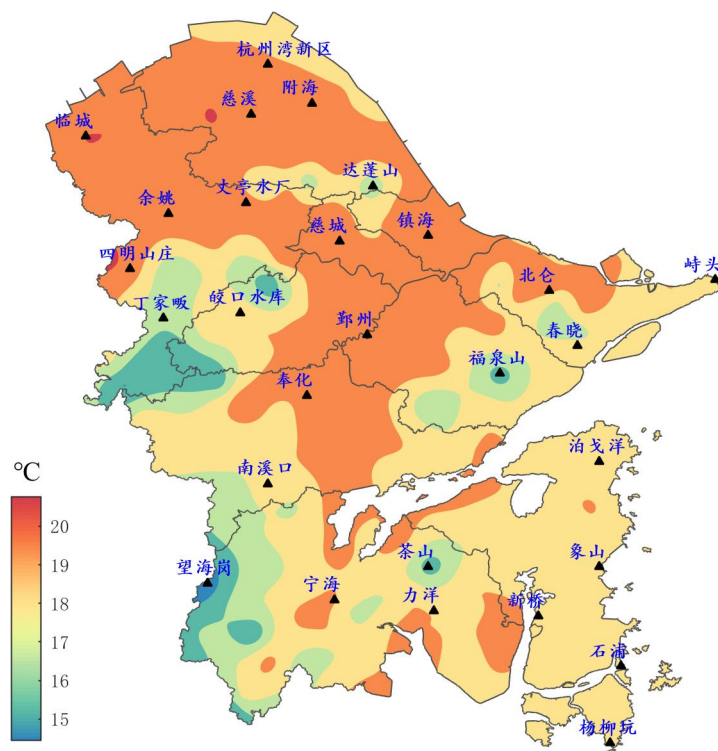 杭州湾新区
附海
慈溪
临城
达蓬山
丈亭水厂
余姚
慈城
镇海
四明山庄
北仑
峙头
丁家畈
皎口水库
鄞州
春晓
福泉山
奉化
泊戈洋
℃
南溪口
20
19
18
17
16
15
望海岗
茶山
象山
宁海
力洋
新桥
石浦
杨柳坑